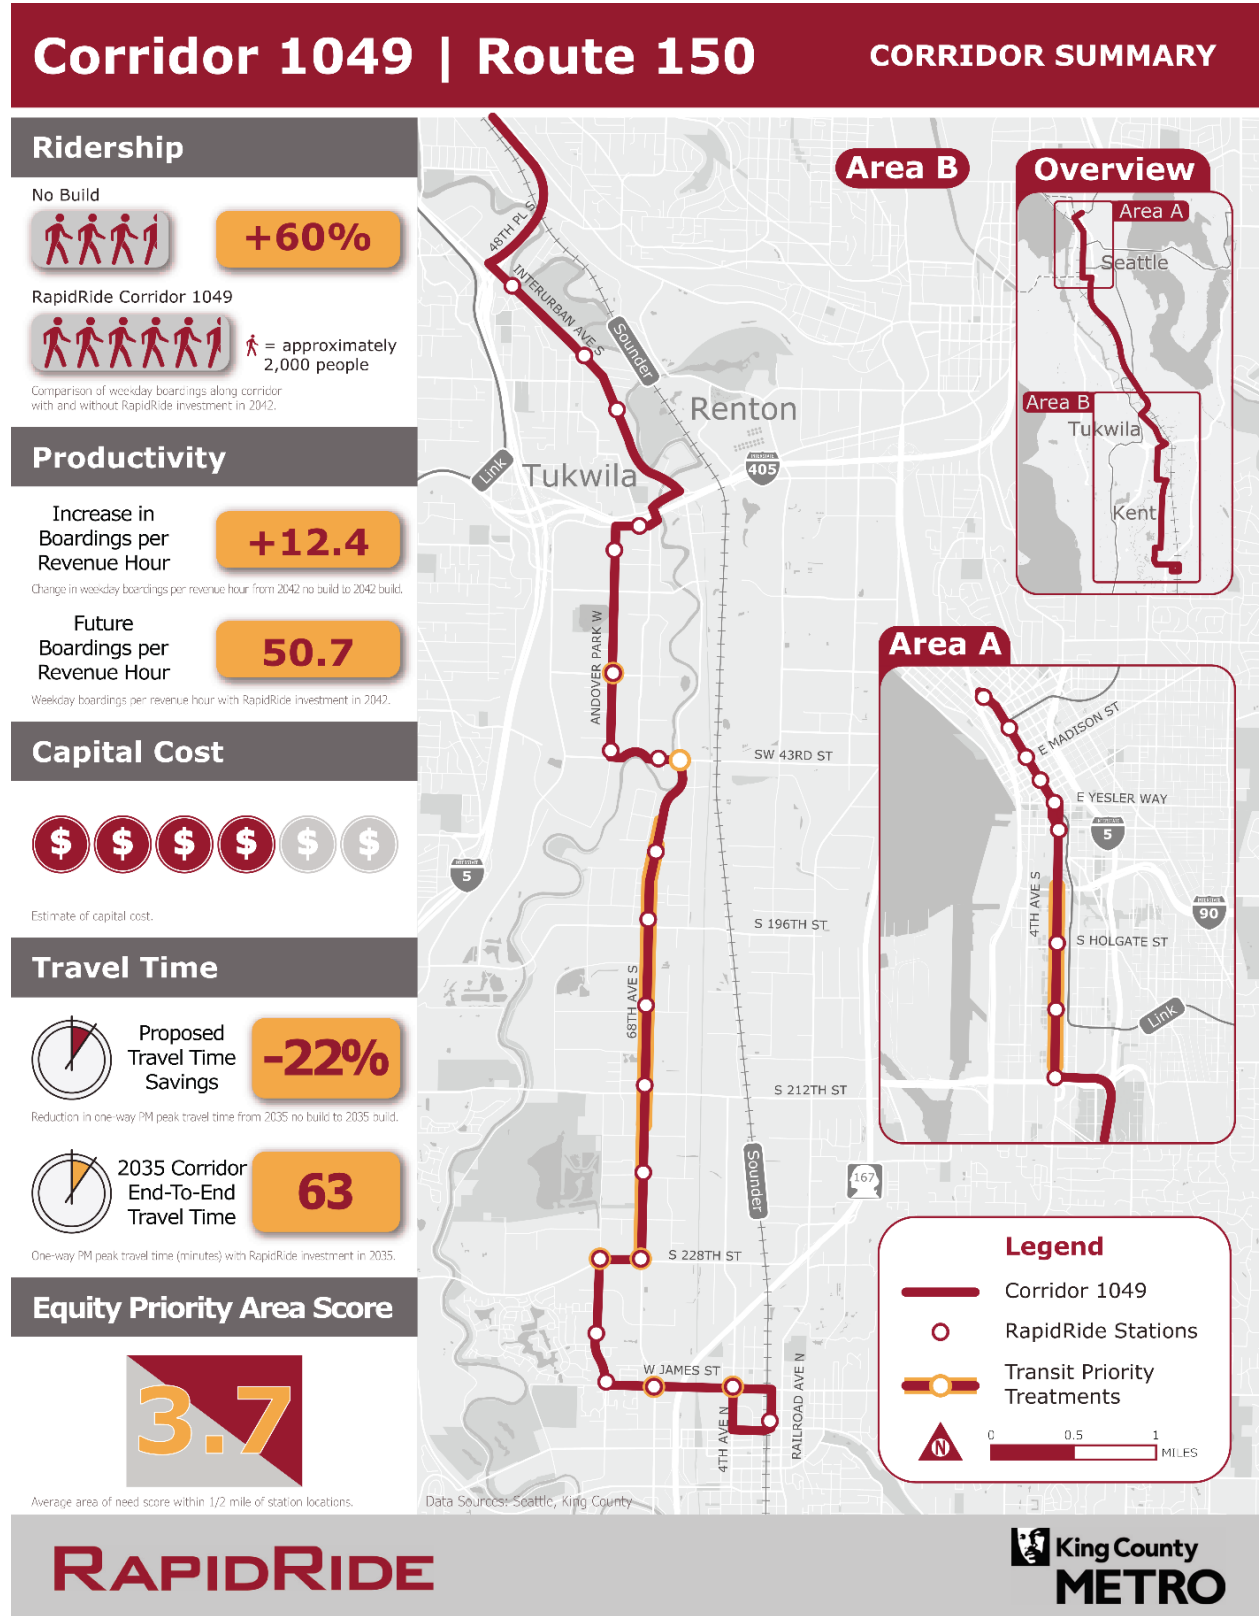 Corridor 1049 | Route 150
CORRIDOR SUMMARY
Ridership
No Build
+60%
RapidRide Corridor 1049
= approximately
2,000 people
Comparison of weekday boardings along corridor
with and without RapidRide investment in 2042.
Productivity
Increase in
Boardings per
Revenue Hour
+12.4
Change in weekday boardings per revenue hour from 2042 no build to 2042 build.
Future
Boardings per
Revenue Hour
50.7
Weekday boardings per revenue hour with RapidRide investment in 2042.
Capital Cost
$ $ $ $ $ $
Estimate of capital cost.
Travel Time
Proposed
Travel Time
Savings
-22%
Reduction in one-way PM peak travel time from 2035 no build to 2035 build.
2035 Corridor
End-To-End
Travel Time
63
One-way PM peak travel time (minutes) with RapidRide investment in 2035.
Equity Priority Area Score
3.7
Average area of need score within 1/2 mile of station locations.
Area B
48TH PL S
INTERURBAN AVE S
Sounder
Renton
Link
Tukwila
INTERSTATE
405
ANDOVER PARK W
SW 43RD ST
INTERSTATE
5
S 196TH ST
68TH AVE S
S 212TH ST
Sounder
167
S 228TH ST
W JAMES ST
4TH AVE N
RAILROAD AVE N
Data Sources: Seattle, King County
Overview
Area A
Seattle
Area B
Tukwila
Kent
Area A
E MADISON ST
E YESLER WAY
INTERSTATE
5
4TH AVE S
INTERSTATE
90
S HOLGATE ST
Link
Legend
Corridor 1049
RapidRide Stations
Transit Priority
Treatments
N
0 0.5 1
MILES
RAPIDRIDE
King County
METRO